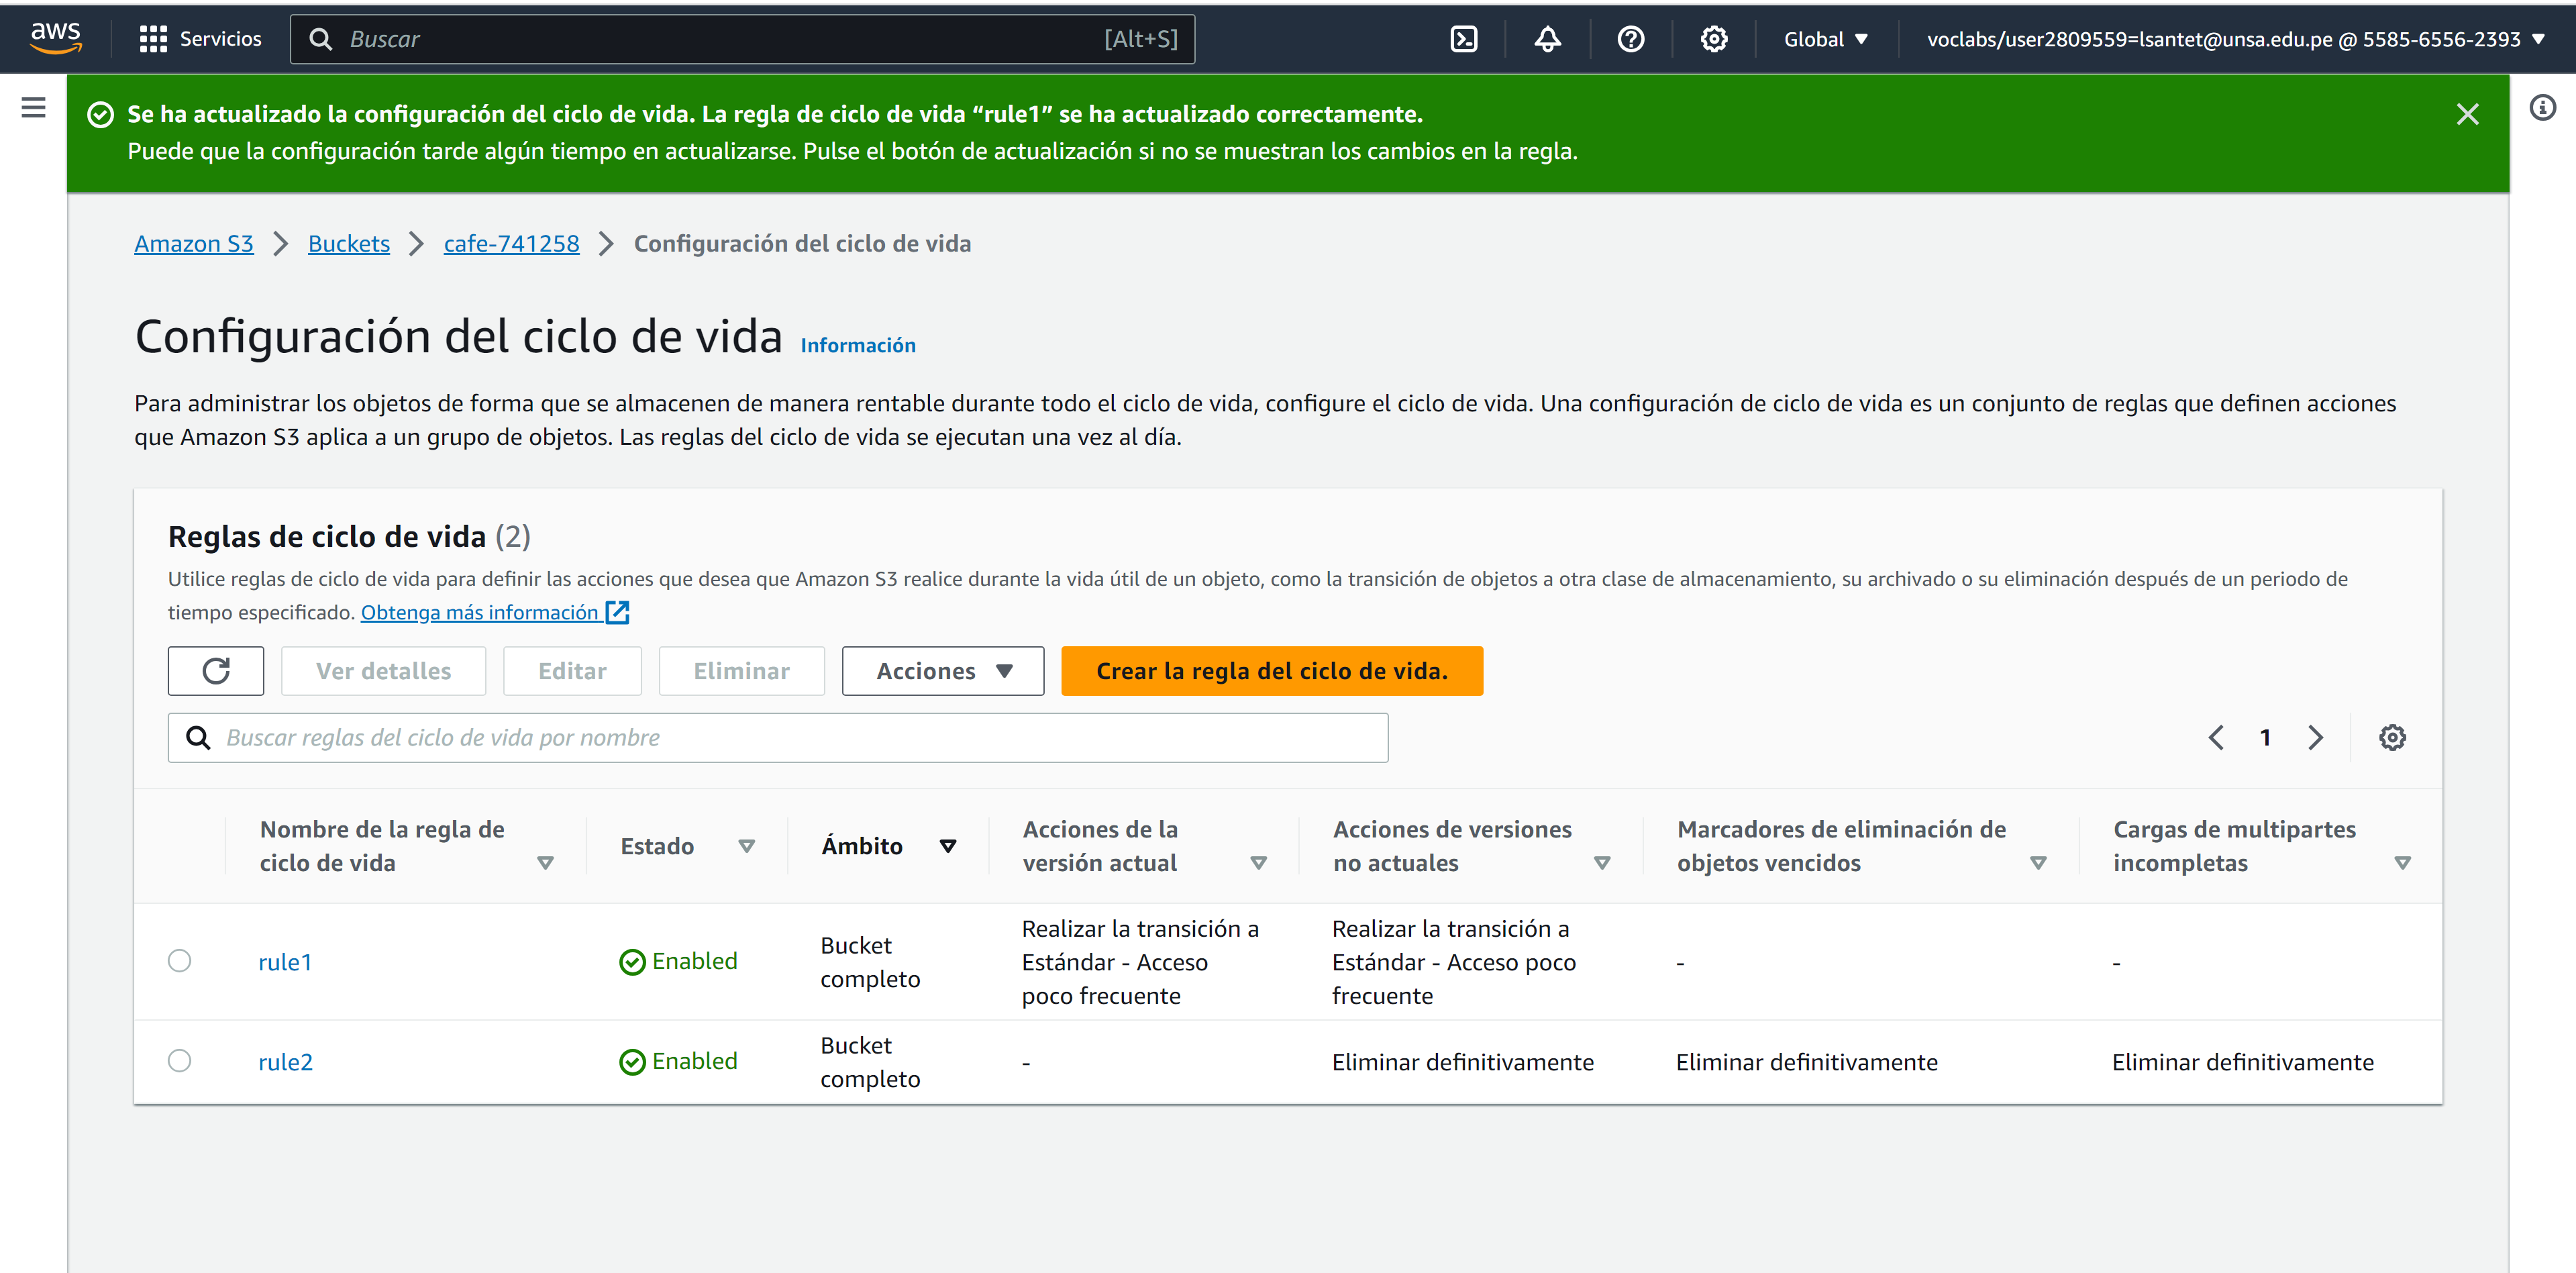 aws
Servicios
Buscar
[Alt+S]
Global
voclabs/user2809559=lsantet@unsa.edu.pe @ 5585-6556-2393
Se ha actualizado la configuración del ciclo de vida. La regla de ciclo de vida “rule1” se ha actualizado correctamente.
Puede que la configuración tarde algún tiempo en actualizarse. Pulse el botón de actualización si no se muestran los cambios en la regla.
Amazon S3 > Buckets > cafe-741258 > Configuración del ciclo de vida
Configuración del ciclo de vida Información
Para administrar los objetos de forma que se almacenen de manera rentable durante todo el ciclo de vida, configure el ciclo de vida. Una configuración de ciclo de vida es un conjunto de reglas que definen acciones
que Amazon S3 aplica a un grupo de objetos. Las reglas del ciclo de vida se ejecutan una vez al día.
Reglas de ciclo de vida (2)
Utilice reglas de ciclo de vida para definir las acciones que desea que Amazon S3 realice durante la vida útil de un objeto, como la transición de objetos a otra clase de almacenamiento, su archivado o su eliminación después de un periodo de
tiempo especificado. Obtenga más información
Ver detalles
Editar
Eliminar
Acciones
Crear la regla del ciclo de vida.
Buscar reglas del ciclo de vida por nombre
1
Nombre de la regla de
ciclo de vida
Estado
Ámbito
Acciones de la
versión actual
Acciones de versiones
no actuales
Marcadores de eliminación de
objetos vencidos
Cargas de multipartes
incompletas
rule1
Enabled
Bucket
completo
Realizar la transición a
Estándar - Acceso
poco frecuente
Realizar la transición a
Estándar - Acceso poco
frecuente
-
-
rule2
Enabled
Bucket
completo
-
Eliminar definitivamente
Eliminar definitivamente
Eliminar definitivamente